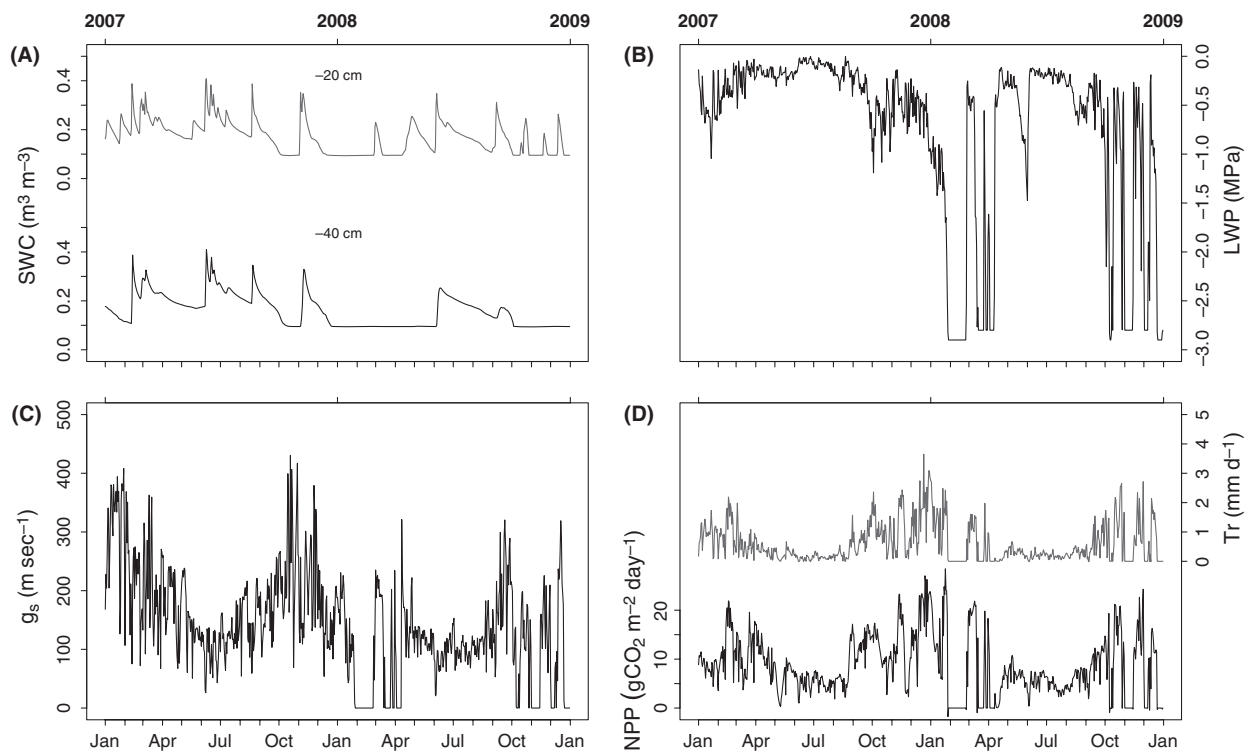 2007 2008 2009
2007 2008 2009
(A)
−20 cm
−40 cm
SWC (m³ m−³)
0.4
0.2
0.0
0.4
0.2
0.0
(B)
0.0
−0.5
−1.0
−1.5
−2.0
−2.5
−3.0
LWP (MPa)
(C)
500
400
300
200
100
0
gs (m sec−¹)
Jan Apr Jul Oct Jan Apr Jul Oct Jan
(D)
5
4
3
2
1
0
Tr (mm d−¹)
20
10
0
NPP (gCO₂ m−² day−¹)
Jan Apr Jul Oct Jan Apr Jul Oct Jan